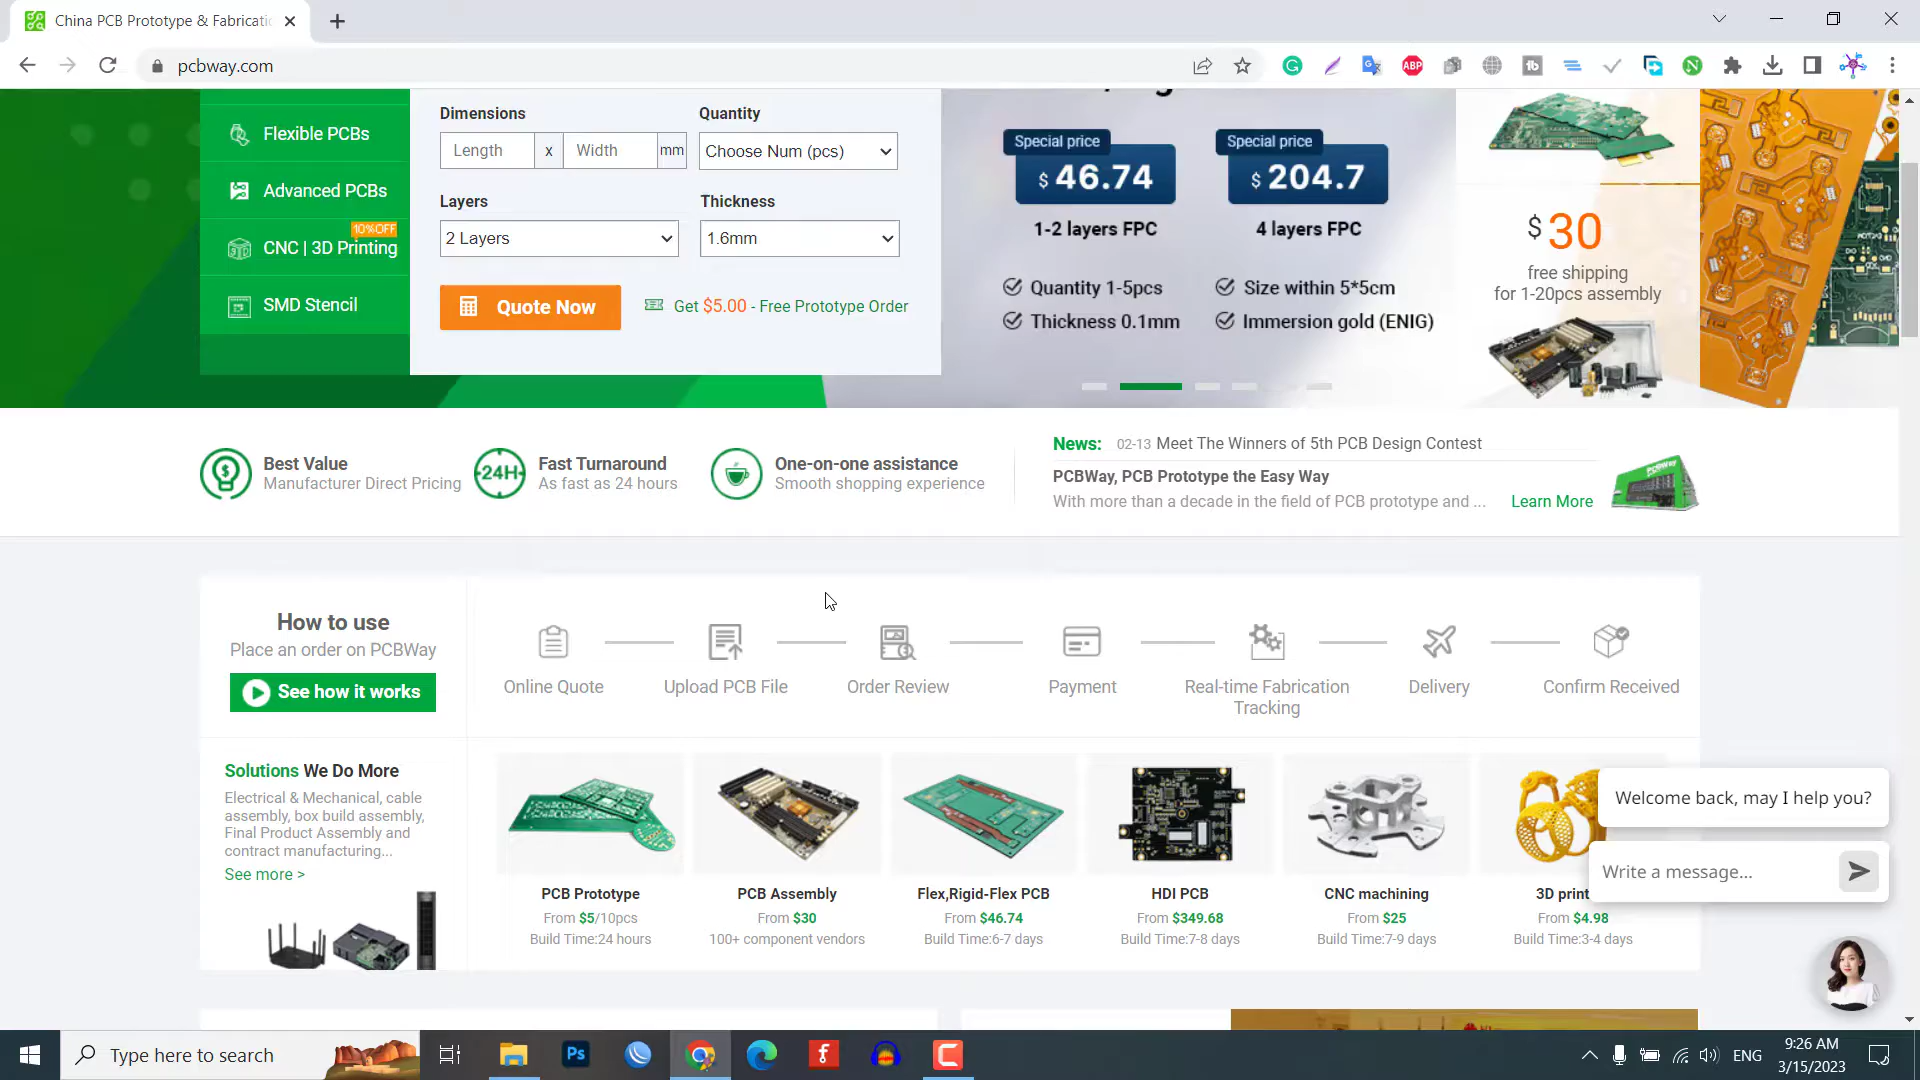 China PCB Prototype & Fabricati
pcbway.com
Flexible PCBs
Advanced PCBs
10%OFF
CNC | 3D Printing
SMD Stencil
Dimensions
Quantity
Length
x
Width
mm
Choose Num (pcs)
Layers
Thickness
2 Layers
1.6mm
Quote Now
Get $5.00 - Free Prototype Order
Special price
$ 46.74
1-2 layers FPC
Special price
$ 204.7
4 layers FPC
Quantity 1-5pcs
Size within 5*5cm
Thickness 0.1mm
Immersion gold (ENIG)
$ 30
free shipping
for 1-20pcs assembly
Best Value
Manufacturer Direct Pricing
24H
Fast Turnaround
As fast as 24 hours
One-on-one assistance
Smooth shopping experience
News: 02-13 Meet The Winners of 5th PCB Design Contest
PCBWay, PCB Prototype the Easy Way
With more than a decade in the field of PCB prototype and ... Learn More
PCBWay
How to use
Place an order on PCBWay
See how it works
Online Quote
Upload PCB File
Order Review
Payment
Real-time Fabrication
Tracking
Delivery
Confirm Received
Solutions We Do More
Electrical & Mechanical, cable
assembly, box build assembly,
Final Product Assembly and
contract manufacturing...
See more >
PCB Prototype
From $5/10pcs
Build Time:24 hours
PCB Assembly
From $30
100+ component vendors
Flex,Rigid-Flex PCB
From $46.74
Build Time:6-7 days
HDI PCB
From $349.68
Build Time:7-8 days
CNC machining
From $25
Build Time:7-9 days
3D print
From $4.98
Build Time:3-4 days
Welcome back, may I help you?
Write a message...
Type here to search
Ps
ENG
9:26 AM
3/15/2023